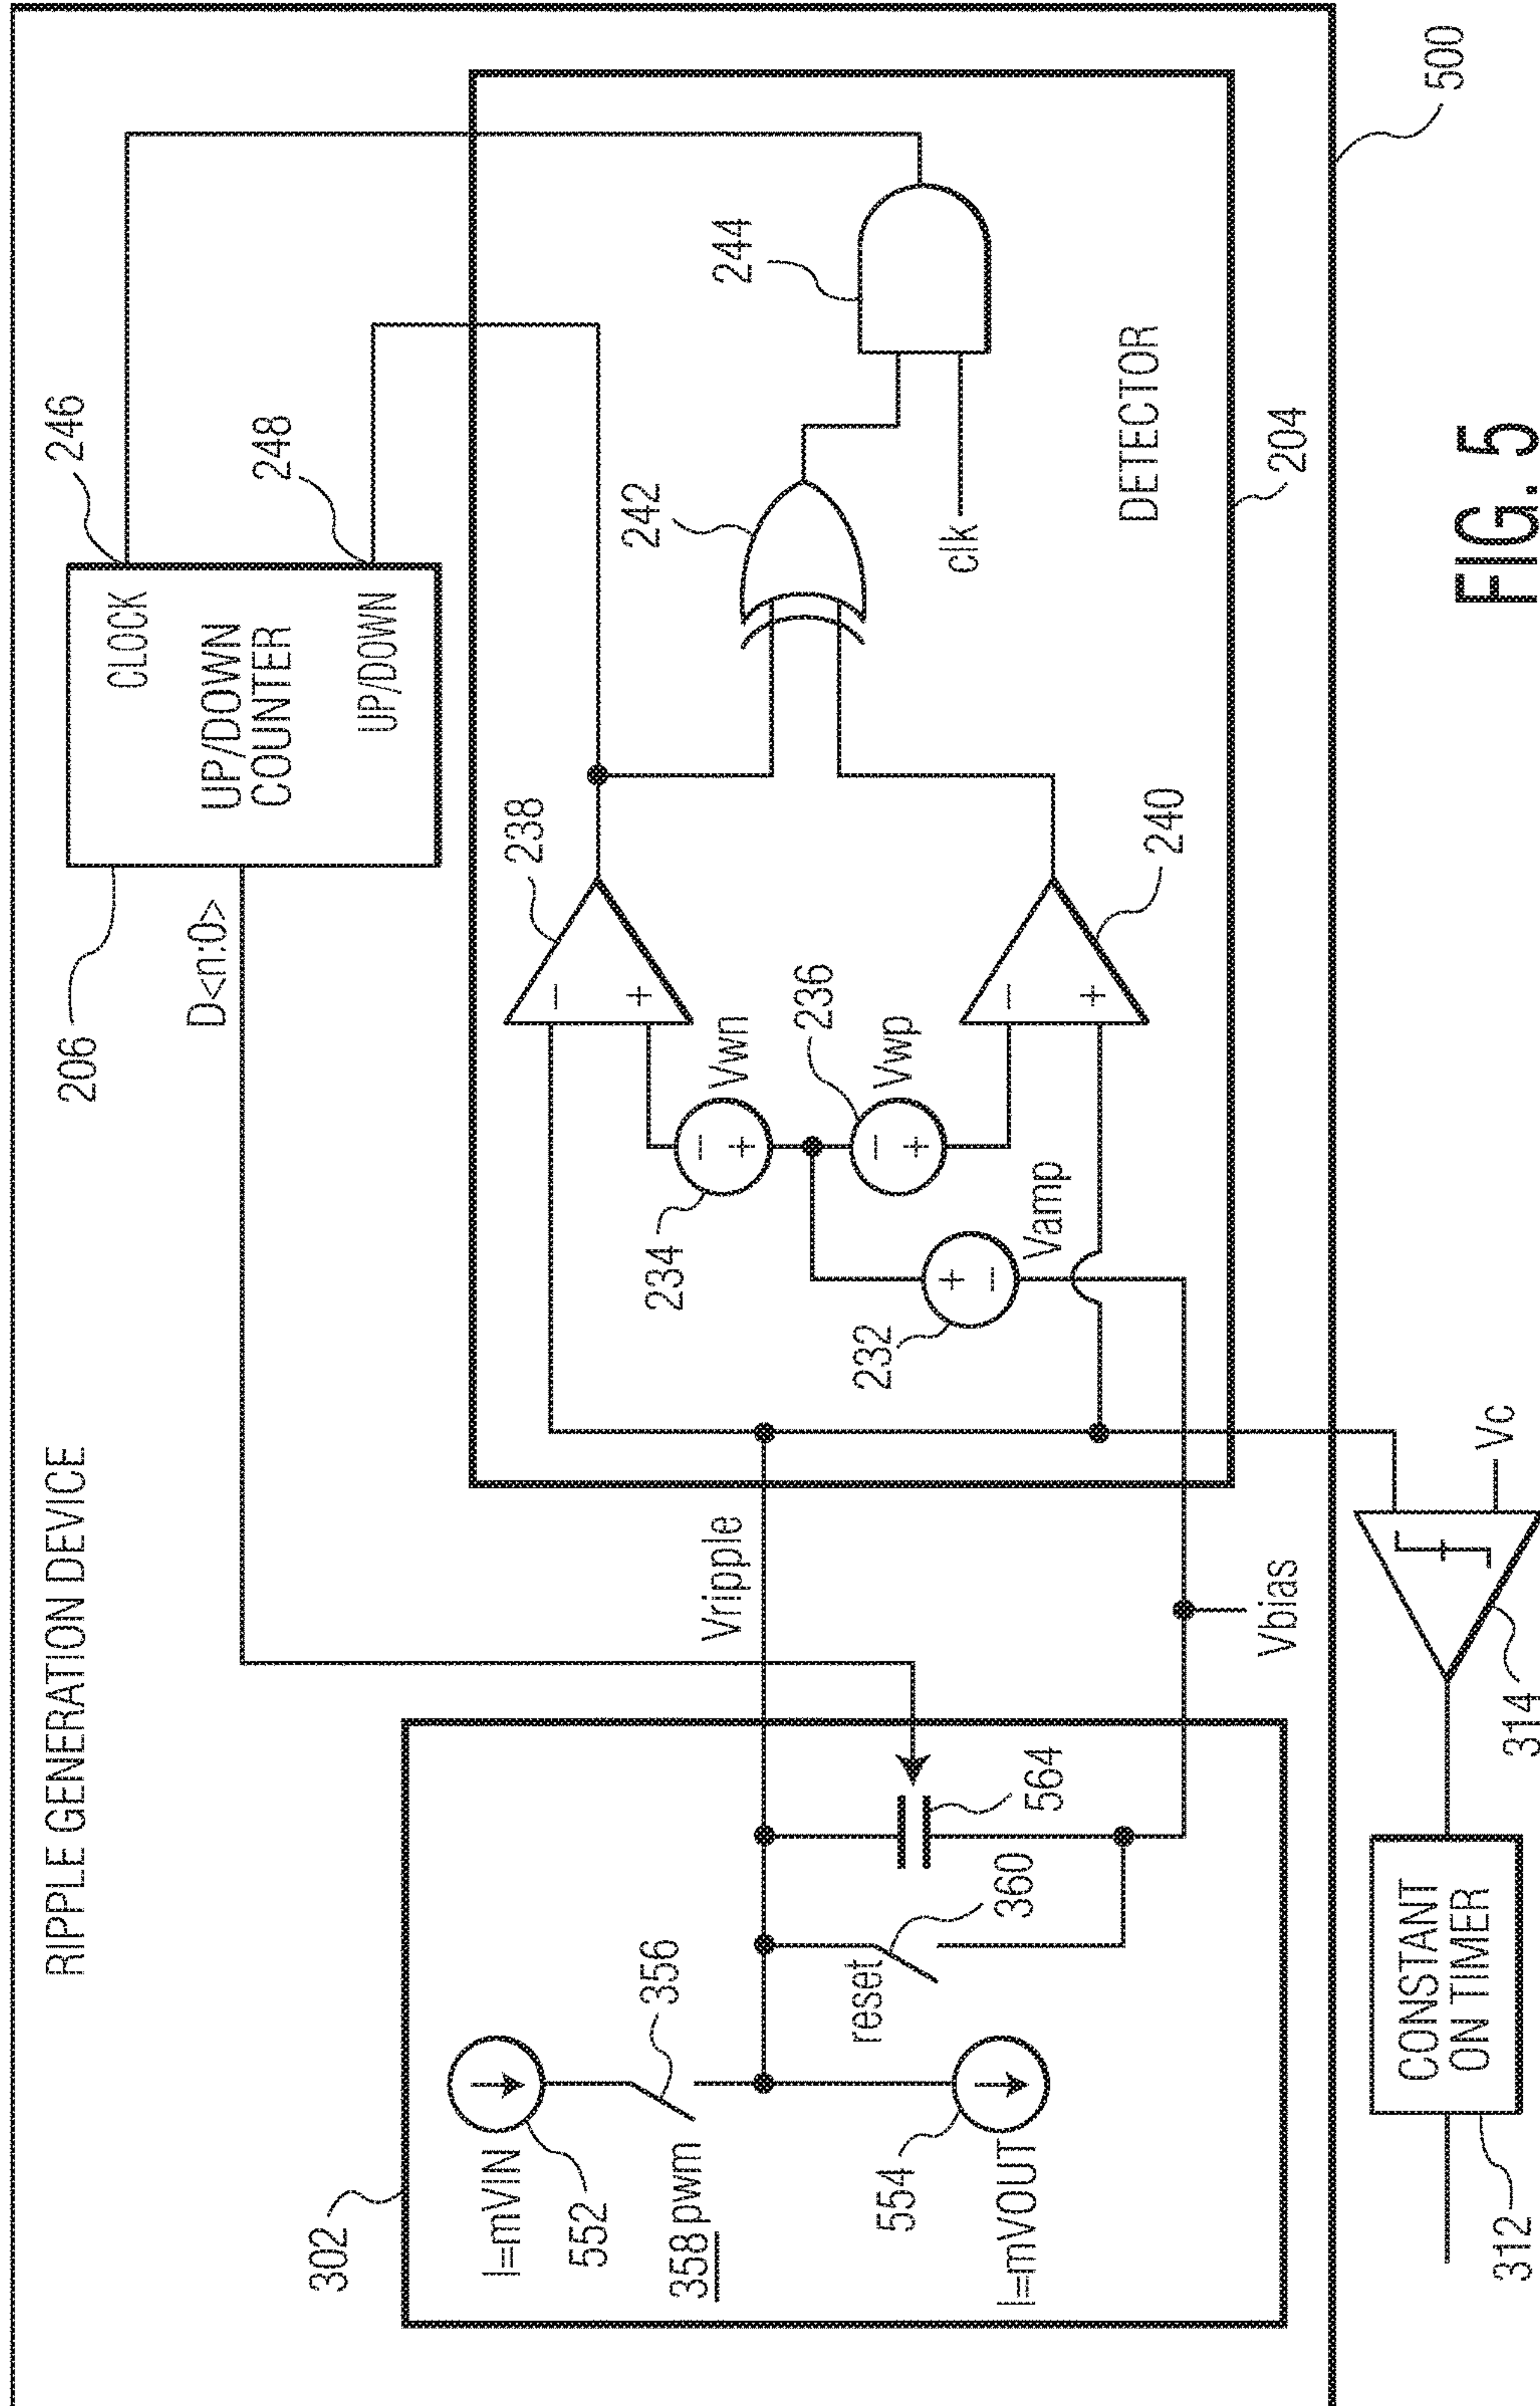 RIPPLE GENERATION DEVICE
302
I=mVIN
552
358 pwm
356
554
I=mVOUT
reset
360
564
Vripple
Vbias
D<n:0>
206
UP/DOWN
COUNTER
CLOCK
UP/DOWN
246
248
238
-
+
234
-
+
Vwn
236
-
+
Vwp
232
+
-
Vamp
-
+
240
242
clk
244
DETECTOR
204
500
312
CONSTANT
ON TIMER
314
Vc
FIG. 5